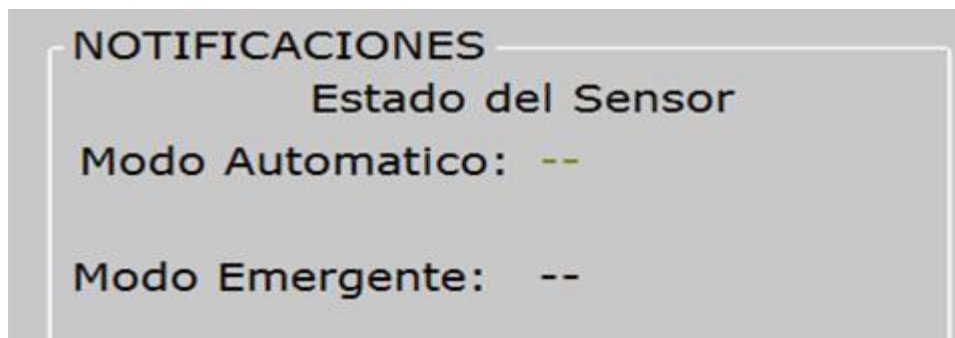 NOTIFICACIONES
Estado del Sensor
Modo Automatico: --
Modo Emergente: --